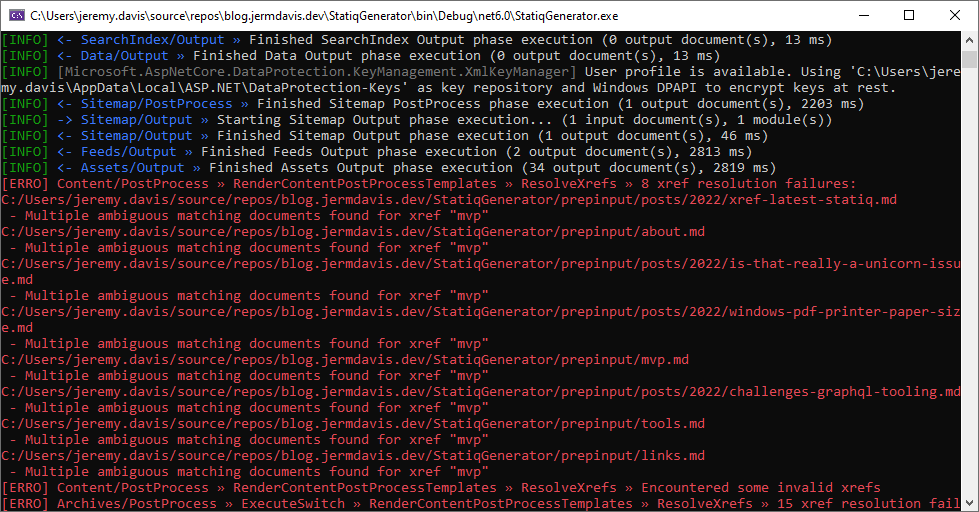 C:\Users\jeremy.davis\source\repos\blog.jermdavis.dev\StatiqGenerator\bin\Debug\net6.0\StatiqGenerator.exe
[INFO] <- SearchIndex/Output » Finished SearchIndex Output phase execution (0 output document(s), 13 ms)
[INFO] <- Data/Output » Finished Data Output phase execution (0 output document(s), 13 ms)
[INFO] [Microsoft.AspNetCore.DataProtection.KeyManagement.XmlKeyManager] User profile is available. Using 'C:\Users\jere
my.davis\AppData\Local\ASP.NET\DataProtection-Keys' as key repository and Windows DPAPI to encrypt keys at rest.
[INFO] <- Sitemap/PostProcess » Finished Sitemap PostProcess phase execution (1 output document(s), 2203 ms)
[INFO] -> Sitemap/Output » Starting Sitemap Output phase execution... (1 input document(s), 1 module(s))
[INFO] <- Sitemap/Output » Finished Sitemap Output phase execution (1 output document(s), 46 ms)
[INFO] <- Feeds/Output » Finished Feeds Output phase execution (2 output document(s), 2813 ms)
[INFO] <- Assets/Output » Finished Assets Output phase execution (34 output document(s), 2819 ms)
[ERRO] Content/PostProcess » RenderContentPostProcessTemplates » ResolveXrefs » 8 xref resolution failures:
C:/Users/jeremy.davis/source/repos/blog.jermdavis.dev/StatiqGenerator/prepinput/posts/2022/xref-latest-statiq.md
 - Multiple ambiguous matching documents found for xref "mvp"
C:/Users/jeremy.davis/source/repos/blog.jermdavis.dev/StatiqGenerator/prepinput/about.md
 - Multiple ambiguous matching documents found for xref "mvp"
C:/Users/jeremy.davis/source/repos/blog.jermdavis.dev/StatiqGenerator/prepinput/posts/2022/is-that-really-a-unicorn-issu
e.md
 - Multiple ambiguous matching documents found for xref "mvp"
C:/Users/jeremy.davis/source/repos/blog.jermdavis.dev/StatiqGenerator/prepinput/posts/2022/windows-pdf-printer-paper-siz
e.md
 - Multiple ambiguous matching documents found for xref "mvp"
C:/Users/jeremy.davis/source/repos/blog.jermdavis.dev/StatiqGenerator/prepinput/mvp.md
 - Multiple ambiguous matching documents found for xref "mvp"
C:/Users/jeremy.davis/source/repos/blog.jermdavis.dev/StatiqGenerator/prepinput/posts/2022/challenges-graphql-tooling.md
 - Multiple ambiguous matching documents found for xref "mvp"
C:/Users/jeremy.davis/source/repos/blog.jermdavis.dev/StatiqGenerator/prepinput/tools.md
 - Multiple ambiguous matching documents found for xref "mvp"
C:/Users/jeremy.davis/source/repos/blog.jermdavis.dev/StatiqGenerator/prepinput/links.md
 - Multiple ambiguous matching documents found for xref "mvp"
[ERRO] Content/PostProcess » RenderContentPostProcessTemplates » ResolveXrefs » Encountered some invalid xrefs
[ERRO] Archives/PostProcess » ExecuteSwitch » RenderContentPostProcessTemplates » ResolveXrefs » 15 xref resolution fail